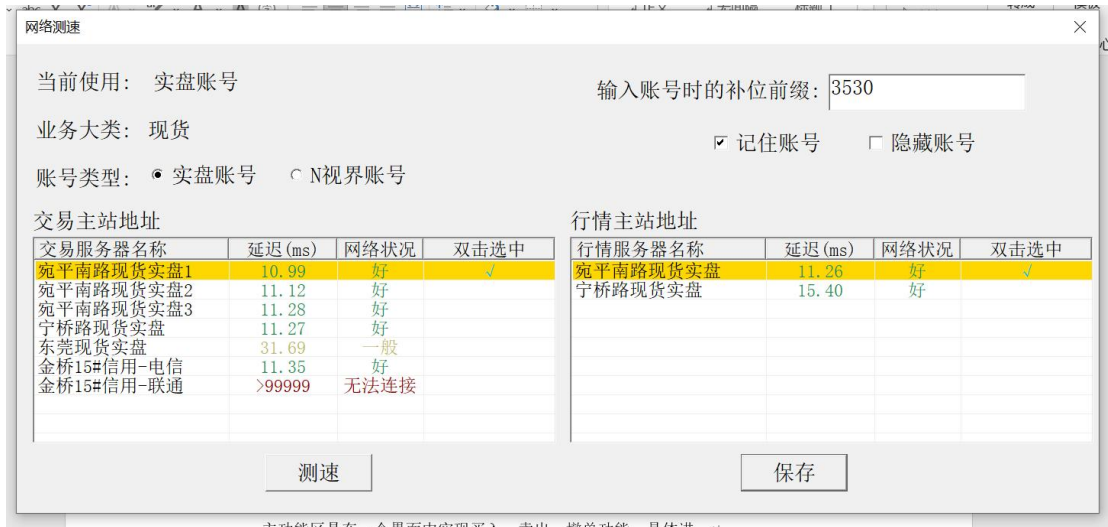 网络测速
当前使用: 实盘账号
输入账号时的补位前缀: 3530
业务大类: 现货
记住账号 隐藏账号
账号类型: 实盘账号 N视界账号
交易主站地址
交易服务器名称 延迟(ms) 网络状况 双击选中
宛平南路现货实盘1 10.99 好 √
宛平南路现货实盘2 11.12 好
宛平南路现货实盘3 11.28 好
宁桥路现货实盘 11.27 好
东莞现货实盘 31.69 一般
金桥15#信用-电信 11.35 好
金桥15#信用-联通 >99999 无法连接
行情主站地址
行情服务器名称 延迟(ms) 网络状况 双击选中
宛平南路现货实盘 11.26 好 √
宁桥路现货实盘 15.40 好
测速
保存